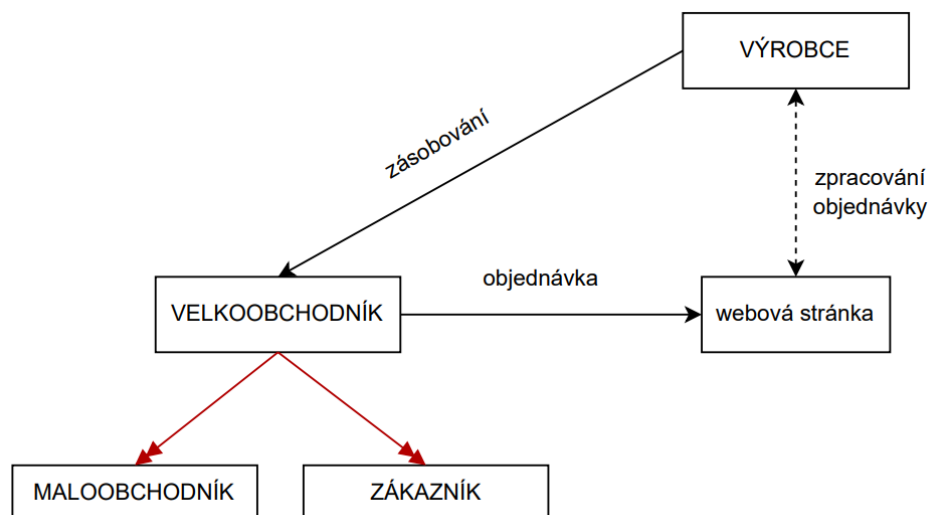 VÝROBCE
zásobování
zpracování
objednávky
objednávka
VELKOOBCHODNÍK
webová stránka
MALOOBCHODNÍK
ZÁKAZNÍK